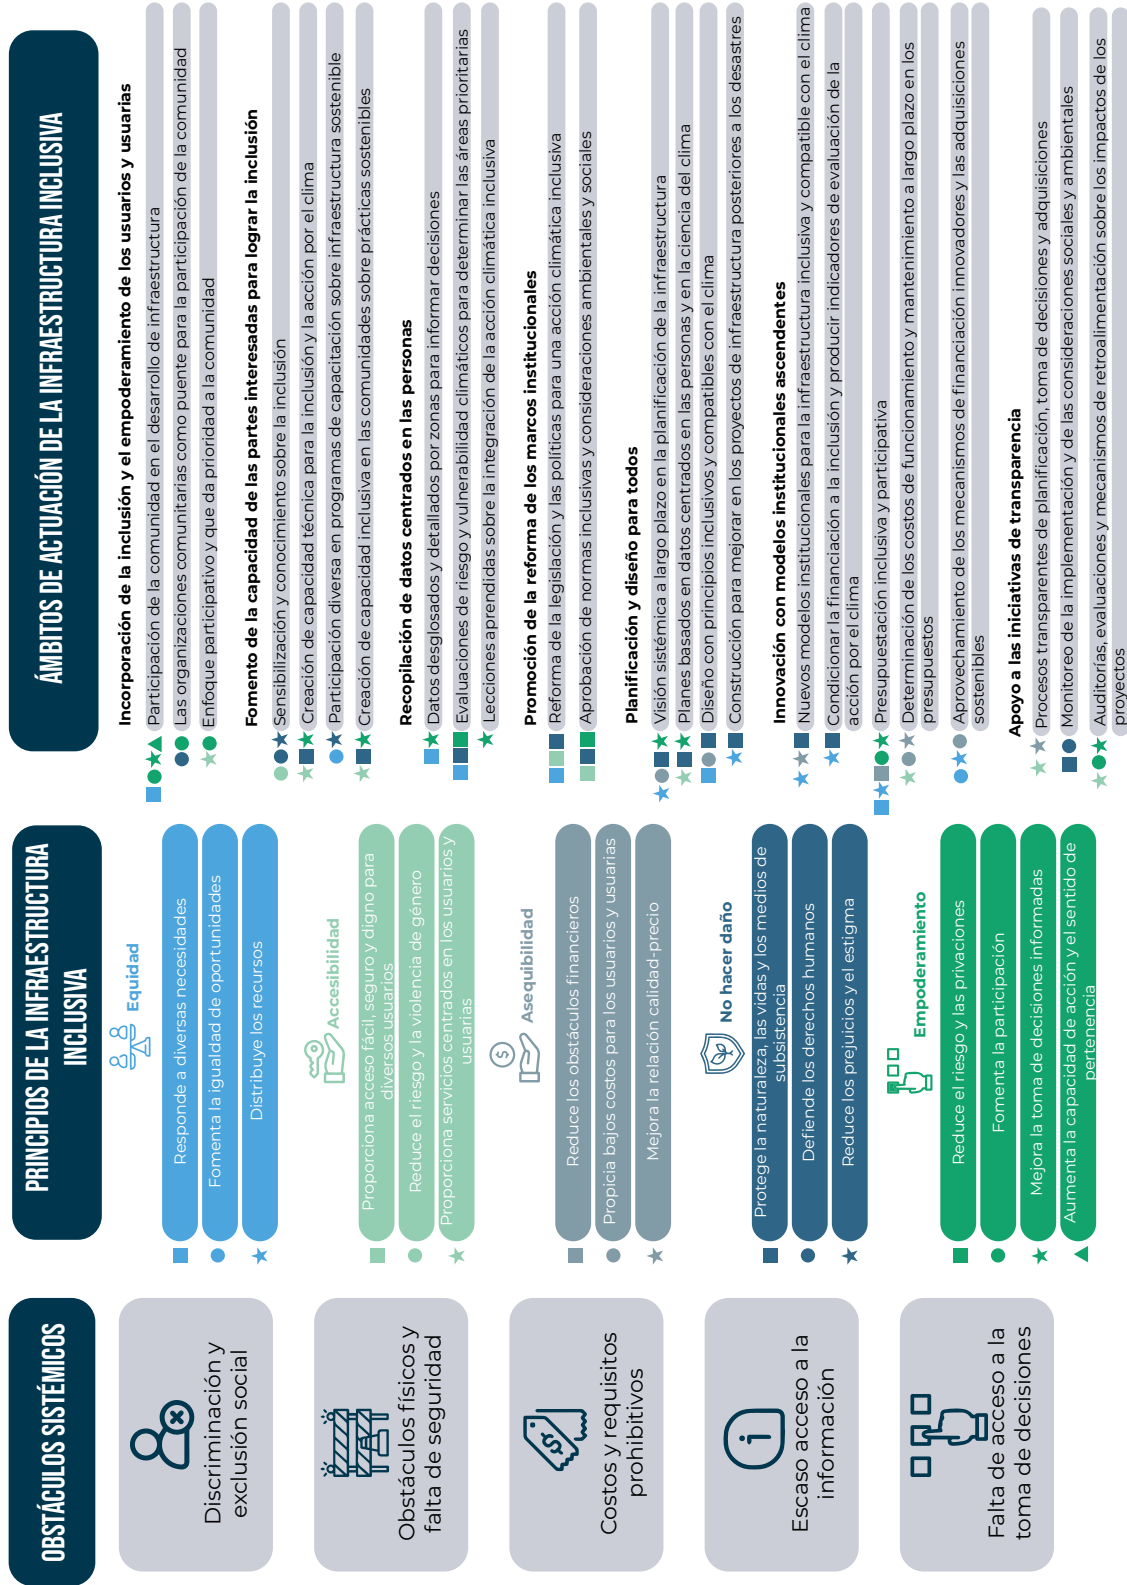 OBSTÁCULOS SISTÉMICOS
Discriminación y
exclusión social
Obstáculos físicos y
falta de seguridad
Costos y requisitos
prohibitivos
Escaso acceso a la
información
Falta de acceso a la
toma de decisiones
PRINCIPIOS DE LA INFRAESTRUCTURA
INCLUSIVA
Equidad
Responde a diversas necesidades
Fomenta la igualdad de oportunidades
Distribuye los recursos
Accesibilidad
Proporciona acceso fácil, seguro y digno para
diversos usuarios
Reduce el riesgo y la violencia de género
Proporciona servicios centrados en los usuarios y
usuarias
Asequibilidad
Reduce los obstáculos financieros
Propicia bajos costos para los usuarios y usuarias
Mejora la relación calidad-precio
No hacer daño
Protege la naturaleza, las vidas y los medios de
subsistencia
Defiende los derechos humanos
Reduce los prejuicios y el estigma
Empoderamiento
Reduce el riesgo y las privaciones
Fomenta la participación
Mejora la toma de decisiones informadas
Aumenta la capacidad de acción y el sentido de
pertenencia
ÁMBITOS DE ACTUACIÓN DE LA INFRAESTRUCTURA INCLUSIVA
Incorporación de la inclusión y el empoderamiento de los usuarios y usuarias
Participación de la comunidad en el desarrollo de infraestructura
Las organizaciones comunitarias como puente para la participación de la comunidad
Enfoque participativo y que da prioridad a la comunidad
Fomento de la capacidad de las partes interesadas para lograr la inclusión
Sensibilización y conocimiento sobre la inclusión
Creación de capacidad técnica para la inclusión y la acción por el clima
Participación diversa en programas de capacitación sobre infraestructura sostenible
Creación de capacidad inclusiva en las comunidades sobre prácticas sostenibles
Recopilación de datos centrados en las personas
Datos desglosados y detallados por zonas para informar decisiones
Evaluaciones de riesgo y vulnerabilidad climáticos para determinar las áreas prioritarias
Lecciones aprendidas sobre la integración de la acción climática inclusiva
Promoción de la reforma de los marcos institucionales
Reforma de la legislación y las políticas para una acción climática inclusiva
Aprobación de normas inclusivas y consideraciones ambientales y sociales
Planificación y diseño para todos
Visión sistémica a largo plazo en la planificación de la infraestructura
Planes basados en datos centrados en las personas y en la ciencia del clima
Diseño con principios inclusivos y compatibles con el clima
Construcción para mejorar en los proyectos de infraestructura posteriores a los desastres
Innovación con modelos institucionales ascendentes
Nuevos modelos institucionales para la infraestructura inclusiva y compatible con el clima
Condicionar la financiación a la inclusión y producir indicadores de evaluación de la
acción por el clima
Presupuestación inclusiva y participativa
Determinación de los costos de funcionamiento y mantenimiento a largo plazo en los
presupuestos
Aprovechamiento de los mecanismos de financiación innovadores y las adquisiciones
sostenibles
Apoyo a las iniciativas de transparencia
Procesos transparentes de planificación, toma de decisiones y adquisiciones
Monitoreo de la implementación y de las consideraciones sociales y ambientales
Auditorías, evaluaciones y mecanismos de retroalimentación sobre los impactos de los
proyectos